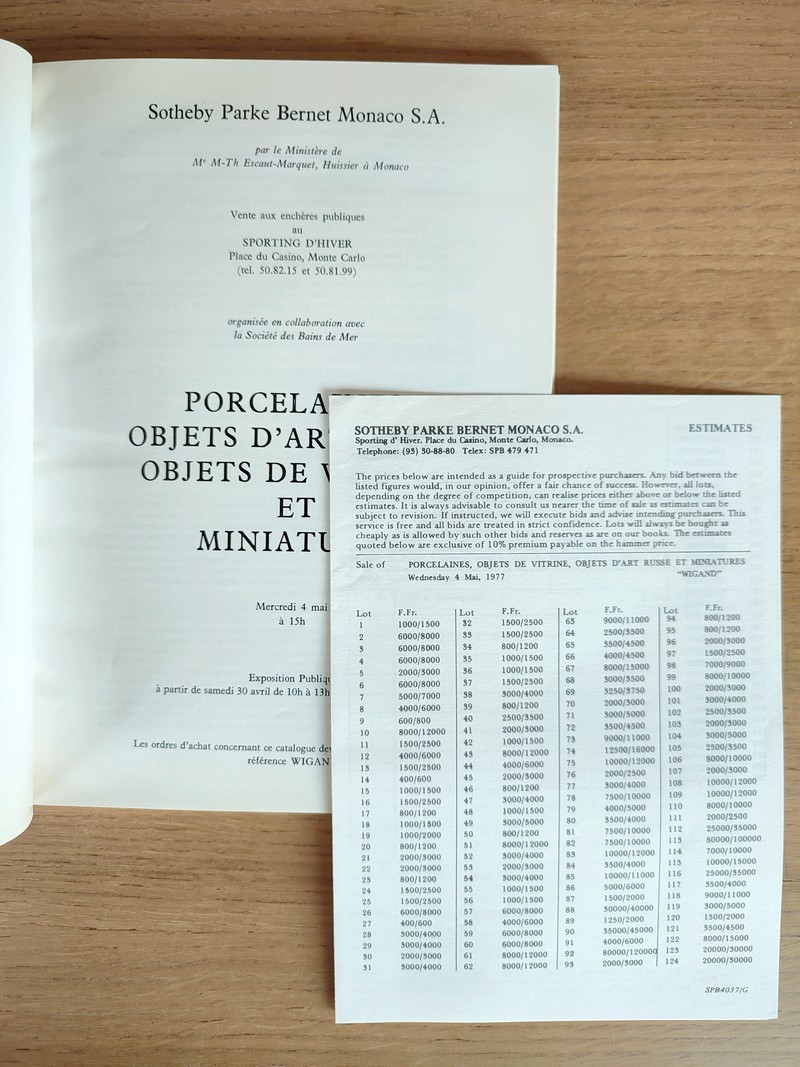 Sotheby Parke Bernet Monaco S.A.
par le Ministère de
Me M-Th Escaut-Marquet, Huissier à Monaco
Vente aux enchères publiques
au
SPORTING D'HIVER
Place du Casino, Monte Carlo
(tel. 50.82.15 et 50.81.99)
organisée en collaboration avec
la Société des Bains de Mer
PORCELA
OBJETS D'AR
OBJETS DE V
ET
MINIATU
Mercredi 4 mai
à 15h
Exposition Publiq
à partir de samedi 30 avril de 10h à 13h
Les ordres d'achat concernant ce catalogue de
référence WIGAN
SOTHEBY PARKE BERNET MONACO S.A. ESTIMATES
Sporting d' Hiver. Place du Casino, Monte Carlo, Monaco.
Telephone: (93) 30-88-80 Telex: SPB 479 471
The prices below are intended as a guide for prospective purchasers. Any bid between the
listed figures would, in our opinion, offer a fair chance of success. However, all lots,
depending on the degree of competition, can realise prices either above or below the listed
estimates. It is always advisable to consult us nearer the time of sale as estimates can be
subject to revision. If instructed, we will execute bids and advise intending purchasers. This
service is free and all bids are treated in strict confidence. Lots will always be bought as
cheaply as is allowed by such other bids and reserves as are on our books. The estimates
quoted below are exclusive of 10% premium payable on the hammer price.
Sale of PORCELAINES, OBJETS DE VITRINE, OBJETS D'ART RUSSE ET MINIATURES
Wednesday 4 Mai, 1977 "WIGAND"
Lot F.Fr. Lot F.Fr. Lot F.Fr. Lot F.Fr.
1 1000/1500 32 1500/2500 63 9000/11000 94 800/1200
2 6000/8000 33 1500/2500 64 2500/3500 95 800/1200
3 6000/8000 34 800/1200 65 3500/4500 96 2000/3000
4 6000/8000 35 1000/1500 66 4000/4500 97 1500/2500
5 2000/3000 36 1000/1500 67 8000/15000 98 7000/9000
6 6000/8000 37 1500/2500 68 3000/3500 99 8000/10000
7 5000/7000 38 3000/4000 69 3250/3750 100 2000/3000
8 4000/6000 39 800/1200 70 2000/3000 101 3000/4000
9 600/800 40 2500/3500 71 3000/5000 102 2500/3500
10 8000/12000 41 2000/3000 72 3500/4500 103 2000/3000
11 1500/2500 42 1000/1500 73 9000/11000 104 3000/5000
12 4000/6000 43 8000/12000 74 12500/16000 105 2500/3500
13 1500/2500 44 4000/6000 75 10000/12000 106 8000/10000
14 400/600 45 2000/3000 76 2000/2500 107 2000/3000
15 1000/1500 46 800/1200 77 3000/4000 108 10000/12000
16 1500/2500 47 3000/4000 78 7500/10000 109 10000/12000
17 800/1200 48 1000/1500 79 4000/5000 110 8000/10000
18 1000/1500 49 3000/5000 80 3500/4000 111 2000/2500
19 1000/2000 50 800/1200 81 7500/10000 112 25000/35000
20 800/1200 51 8000/12000 82 7500/10000 113 80000/100000
21 2000/3000 52 3000/4000 83 10000/12000 114 7000/10000
22 2000/3000 53 2000/3000 84 3500/4000 115 10000/15000
23 800/1200 54 3000/4000 85 10000/11000 116 25000/35000
24 1500/2500 55 1000/1500 86 5000/6000 117 3500/4000
25 1500/2500 56 1000/1500 87 1500/2000 118 9000/11000
26 6000/8000 57 6000/8000 88 30000/40000 119 3000/5000
27 400/600 58 4000/6000 89 1250/2000 120 1500/2000
28 3000/4000 59 6000/8000 90 35000/45000 121 3500/4500
29 3000/4000 60 6000/8000 91 4000/6000 122 8000/15000
30 2000/3000 61 8000/12000 92 80000/120000 123 20000/30000
31 3000/4000 62 8000/12000 93 2000/3000 124 20000/30000
SPB4037/G